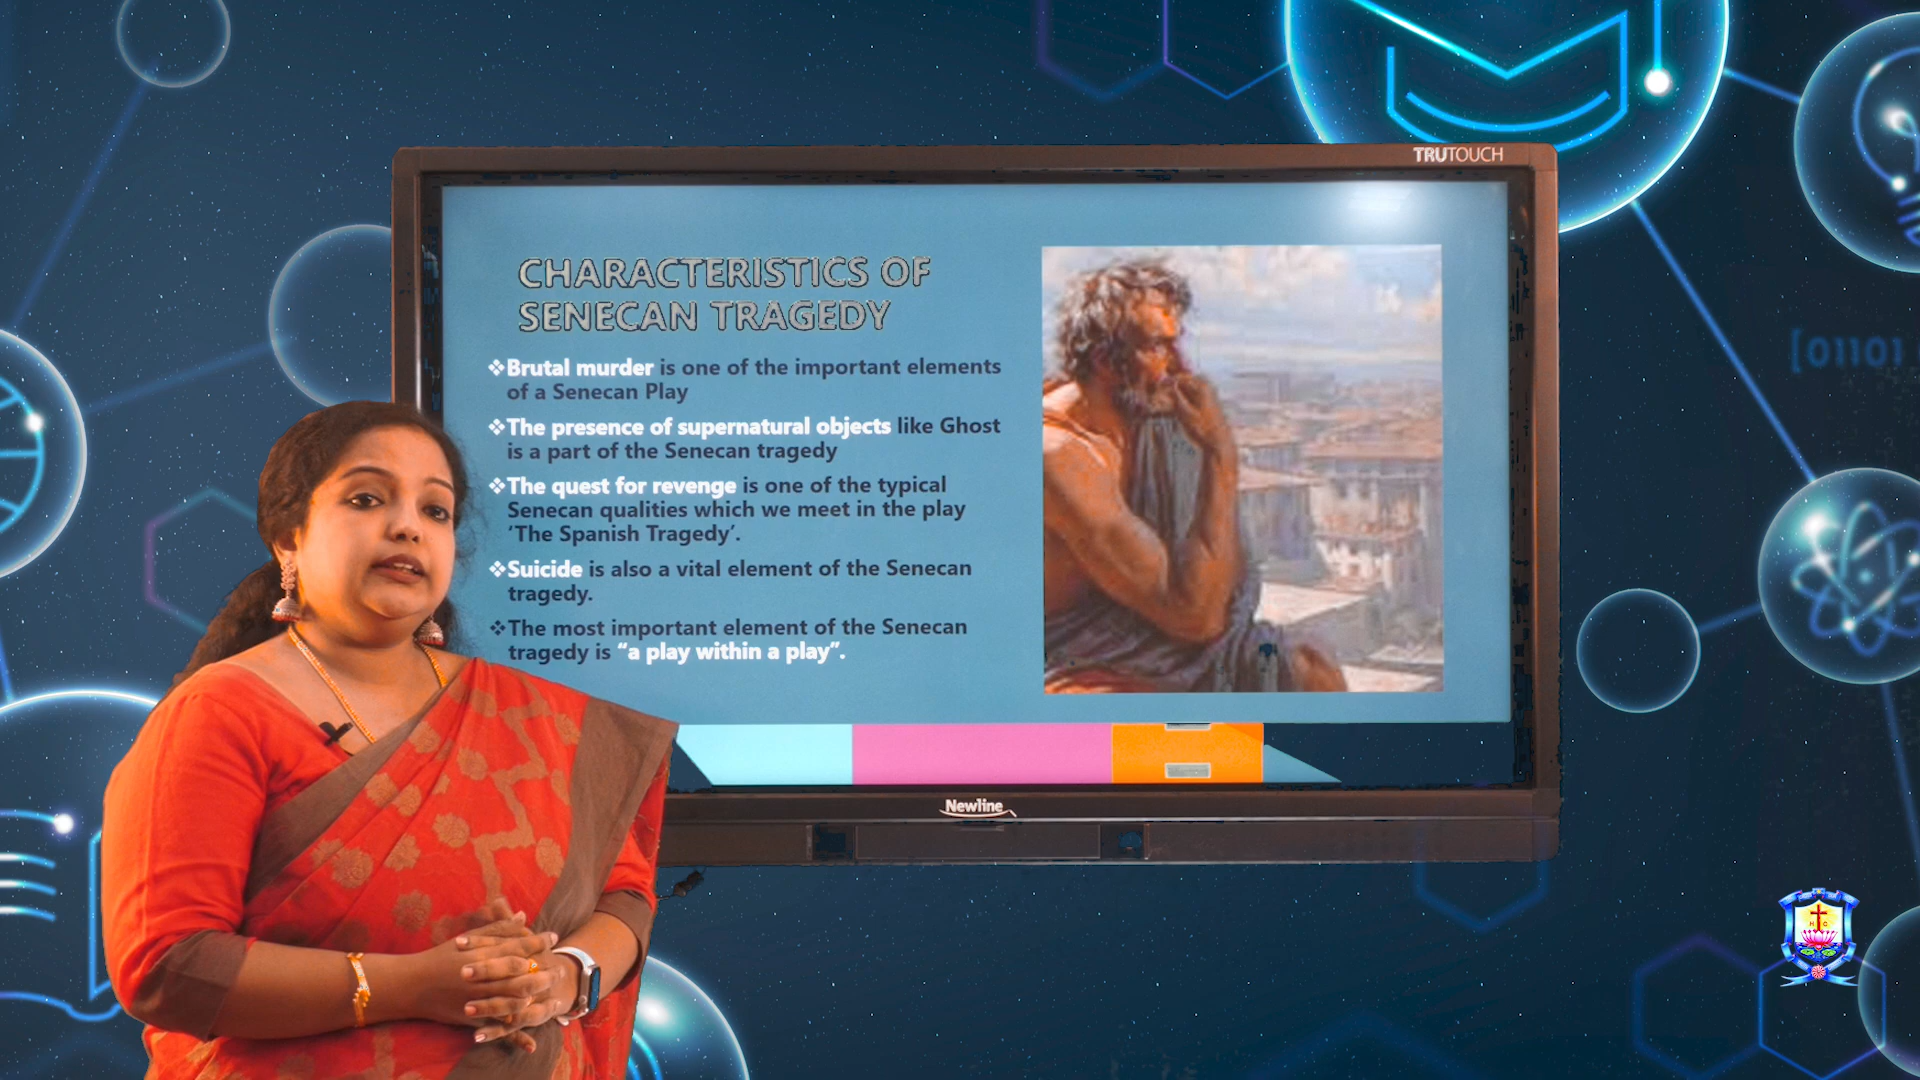 TRUTOUCH
CHARACTERISTICS OF
SENECAN TRAGEDY
❖Brutal murder is one of the important elements
of a Senecan Play
❖The presence of supernatural objects like Ghost
is a part of the Senecan tragedy
❖The quest for revenge is one of the typical
Senecan qualities which we meet in the play
‘The Spanish Tragedy’.
❖Suicide is also a vital element of the Senecan
tragedy.
❖The most important element of the Senecan
tragedy is “a play within a play”.
Newline
[01101
H C